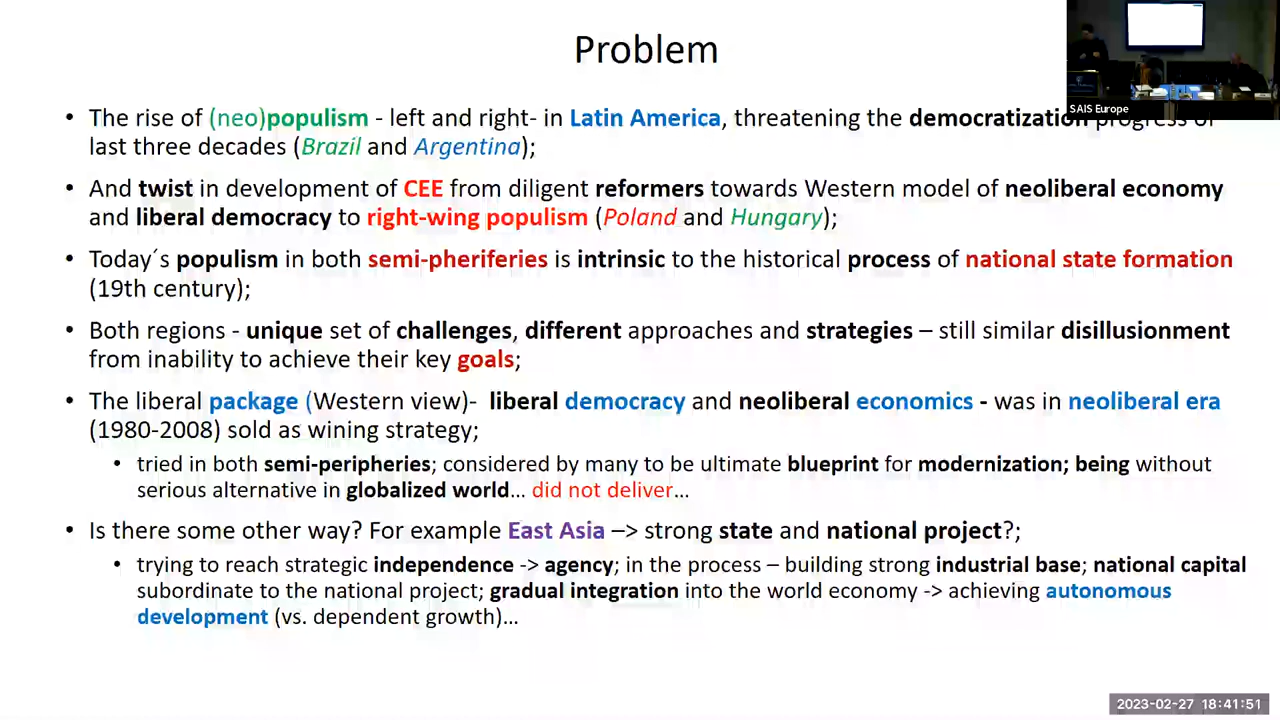 Problem
SAIS Europe
• The rise of (neo)populism - left and right- in Latin America, threatening the democratization progress of
last three decades (Brazil and Argentina);
• And twist in development of CEE from diligent reformers towards Western model of neoliberal economy
and liberal democracy to right-wing populism (Poland and Hungary);
• Today´s populism in both semi-pheriferies is intrinsic to the historical process of national state formation
(19th century);
• Both regions - unique set of challenges, different approaches and strategies – still similar disillusionment
from inability to achieve their key goals;
• The liberal package (Western view)- liberal democracy and neoliberal economics - was in neoliberal era
(1980-2008) sold as wining strategy;
• tried in both semi-peripheries; considered by many to be ultimate blueprint for modernization; being without
serious alternative in globalized world… did not deliver…
• Is there some other way? For example East Asia –> strong state and national project?;
• trying to reach strategic independence -> agency; in the process – building strong industrial base; national capital
subordinate to the national project; gradual integration into the world economy -> achieving autonomous
development (vs. dependent growth)…
2023-02-27 18:41:51